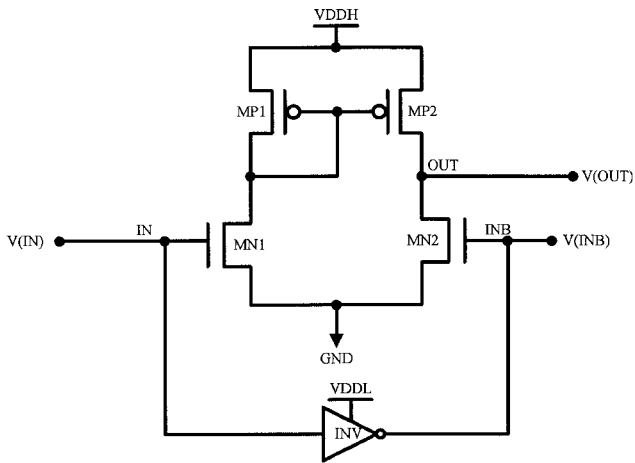 VDDH
MP1
MP2
OUT
V(OUT)
V(IN)
IN
MN1
MN2
INB
V(INB)
GND
VDDL
INV